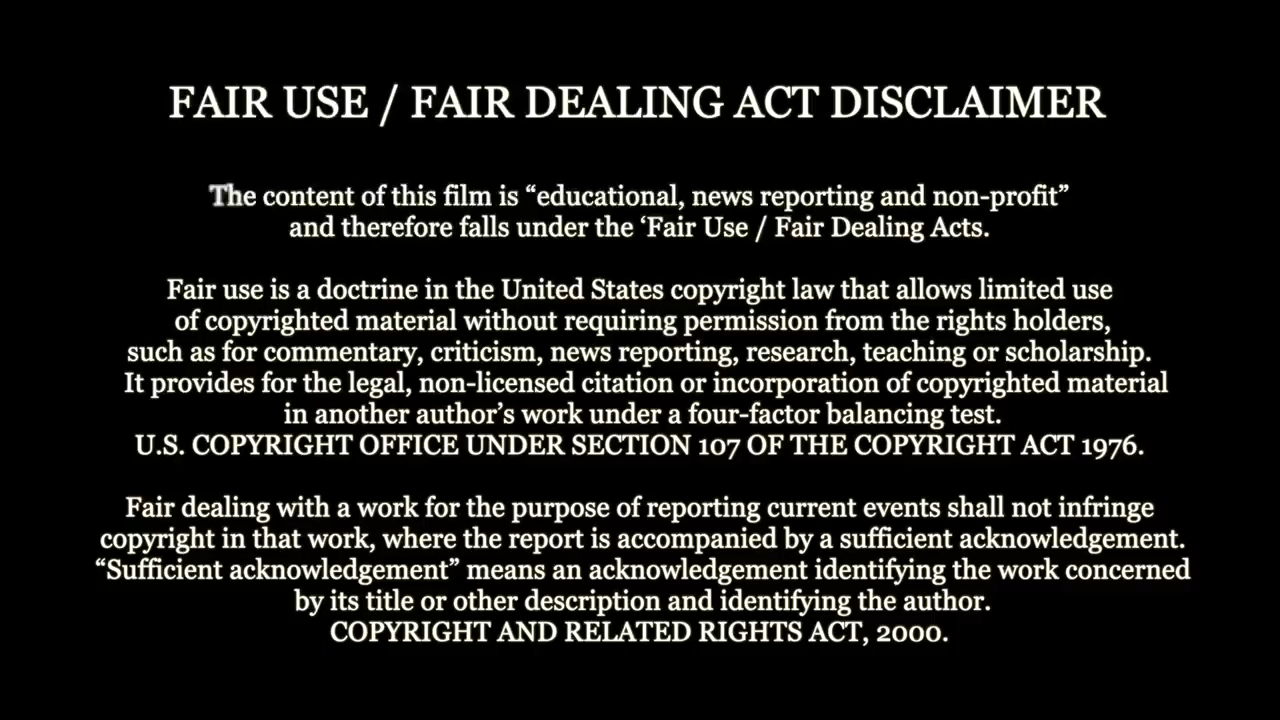 FAIR USE / FAIR DEALING ACT DISCLAIMER
The content of this film is “educational, news reporting and non-profit”
and therefore falls under the ‘Fair Use / Fair Dealing Acts.
Fair use is a doctrine in the United States copyright law that allows limited use
of copyrighted material without requiring permission from the rights holders,
such as for commentary, criticism, news reporting, research, teaching or scholarship.
It provides for the legal, non-licensed citation or incorporation of copyrighted material
in another author’s work under a four-factor balancing test.
U.S. COPYRIGHT OFFICE UNDER SECTION 107 OF THE COPYRIGHT ACT 1976.
Fair dealing with a work for the purpose of reporting current events shall not infringe
copyright in that work, where the report is accompanied by a sufficient acknowledgement.
“Sufficient acknowledgement” means an acknowledgement identifying the work concerned
by its title or other description and identifying the author.
COPYRIGHT AND RELATED RIGHTS ACT, 2000.